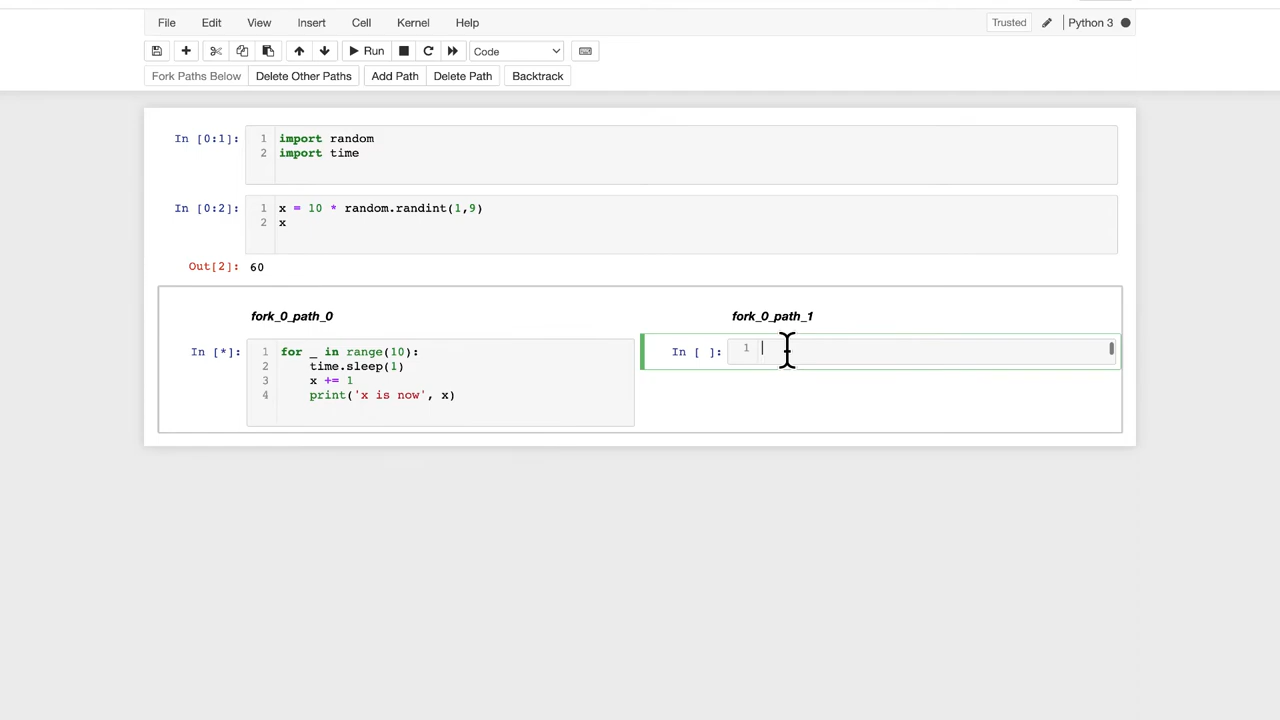 File Edit View Insert Cell Kernel Help Trusted Python 3
Run Code
Fork Paths Below Delete Other Paths Add Path Delete Path Backtrack
In [0:1]: 1 import random
2 import time
In [0:2]: 1 x = 10 * random.randint(1,9)
2 x
Out[2]: 60
fork_0_path_0
In [*]: 1 for _ in range(10):
2 time.sleep(1)
3 x += 1
4 print('x is now', x)
fork_0_path_1
In [ ]: 1